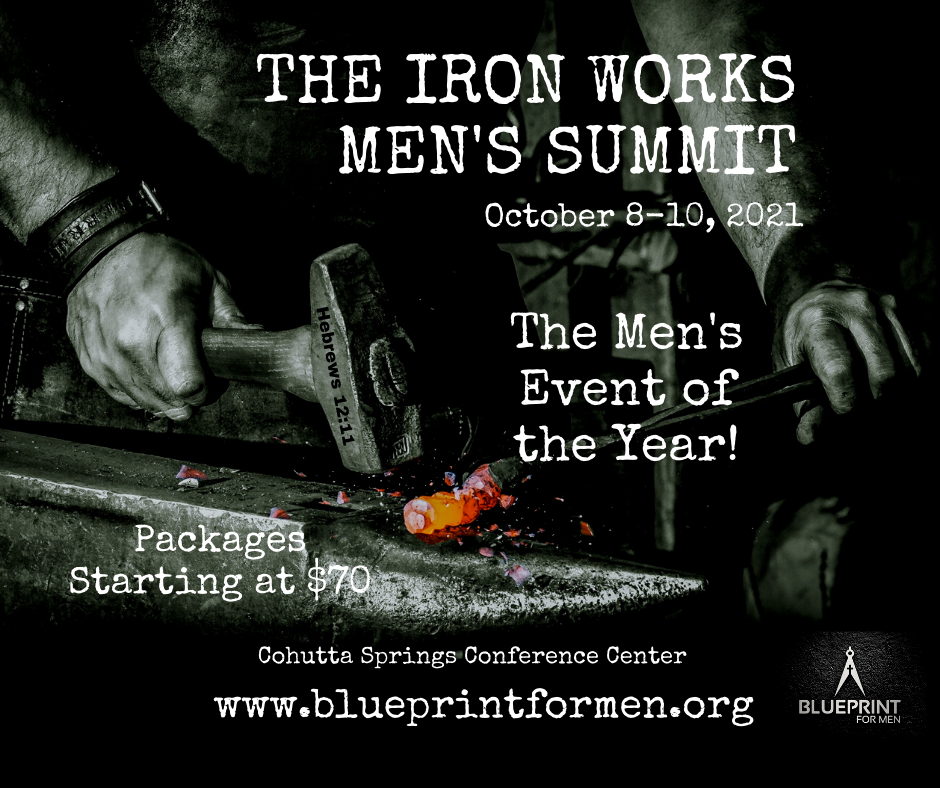 THE IRON WORKS
MEN'S SUMMIT
October 8-10, 2021
Hebrews 12:11
The Men's
Event of
the Year!
Packages
Starting at $70
Cohutta Springs Conference Center
www.blueprintformen.org
BLUEPRINT
FOR MEN